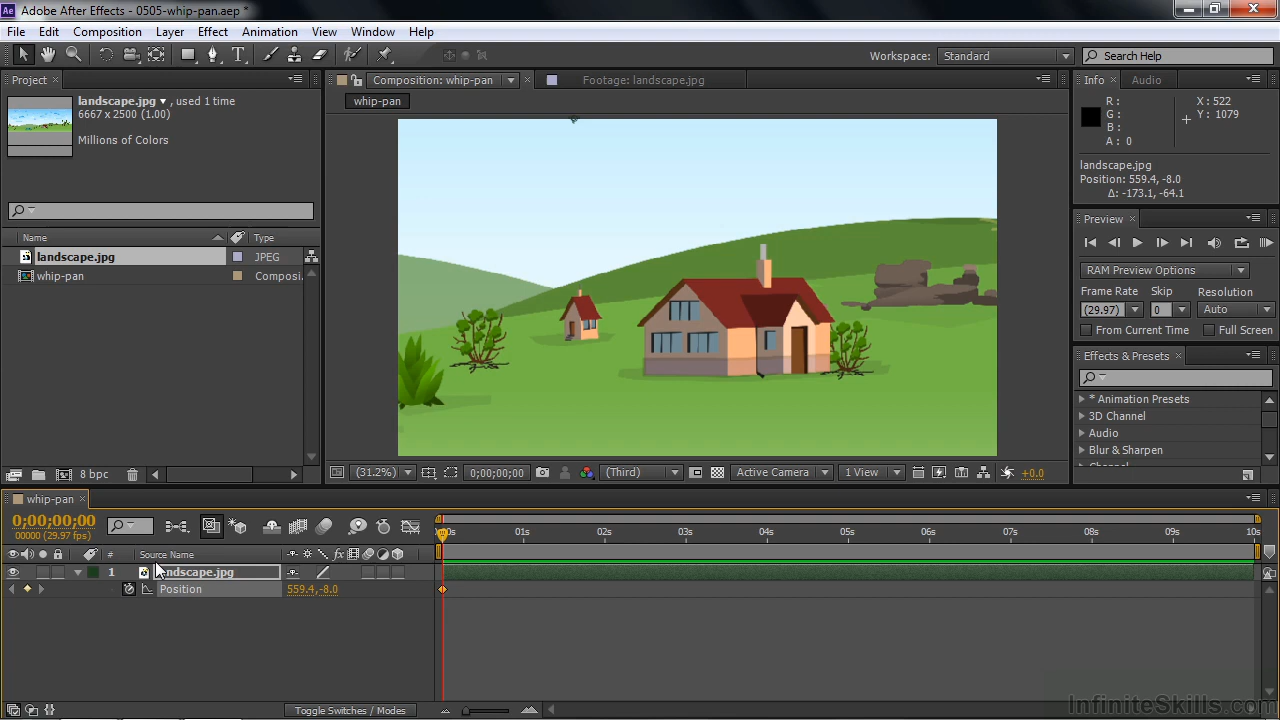 Ae Adobe After Effects - 0505-whip-pan.aep *
File Edit Composition Layer Effect Animation View Window Help
Workspace: Standard Search Help
Project
landscape.jpg , used 1 time
6667 x 2500 (1.00)
Millions of Colors
Name Type
landscape.jpg JPEG
whip-pan Composi.
8 bpc
Composition: whip-pan Footage: landscape.jpg
whip-pan
(31.2%) 0;00;00;00 (Third) Active Camera 1 View +0.0
Info Audio
R : X : 522
G : Y : 1079
B :
A : 0
landscape.jpg
Position: 559.4, -8.0
Δ: -173.1, -64.1
Preview
RAM Preview Options
Frame Rate Skip Resolution
(29.97) 0 Auto
From Current Time Full Screen
Effects & Presets
* Animation Presets
3D Channel
Audio
Blur & Sharpen
whip-pan
0;00;00;00
00000 (29.97 fps)
01s 02s 03s 04s 05s 06s 07s 08s 09s 10s
# Source Name fx
1 landscape.jpg
Position 559.4,-8.0
Toggle Switches / Modes
InfiniteSkills.com